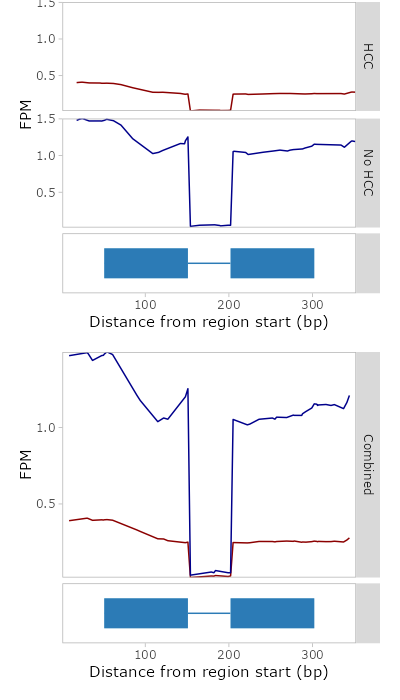 1.5
1.0
0.5
HCC
FPM
1.5
1.0
0.5
No HCC
100 200 300
Distance from region start (bp)
1.0
0.5
FPM
Combined
100 200 300
Distance from region start (bp)